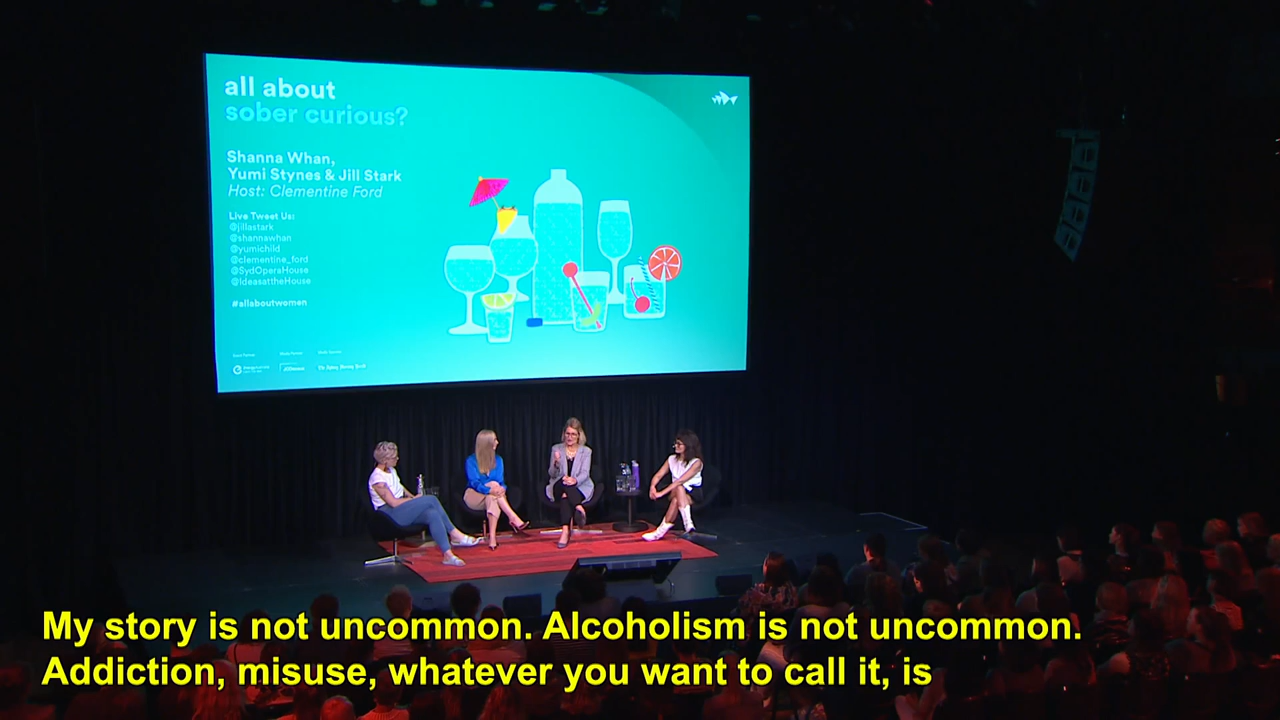 all about
sober curious?
Shanna Whan,
Yumi Stynes & Jill Stark
Host: Clementine Ford
Live Tweet Us:
@jillastark
@shannawhan
@yumichild
@clementine_ford
@SydOperaHouse
@IdeasattheHouse
#allaboutwomen
My story is not uncommon. Alcoholism is not uncommon.
Addiction, misuse, whatever you want to call it, is